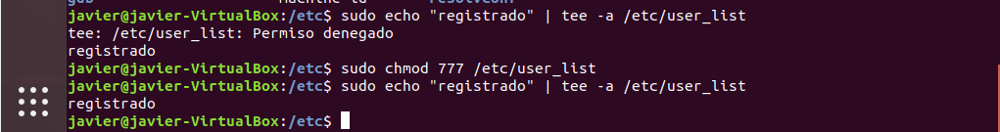 javier@javier-VirtualBox:/etc$ sudo echo "registrado" | tee -a /etc/user_list
tee: /etc/user_list: Permiso denegado
registrado
javier@javier-VirtualBox:/etc$ sudo chmod 777 /etc/user_list
javier@javier-VirtualBox:/etc$ sudo echo "registrado" | tee -a /etc/user_list
registrado
javier@javier-VirtualBox:/etc$